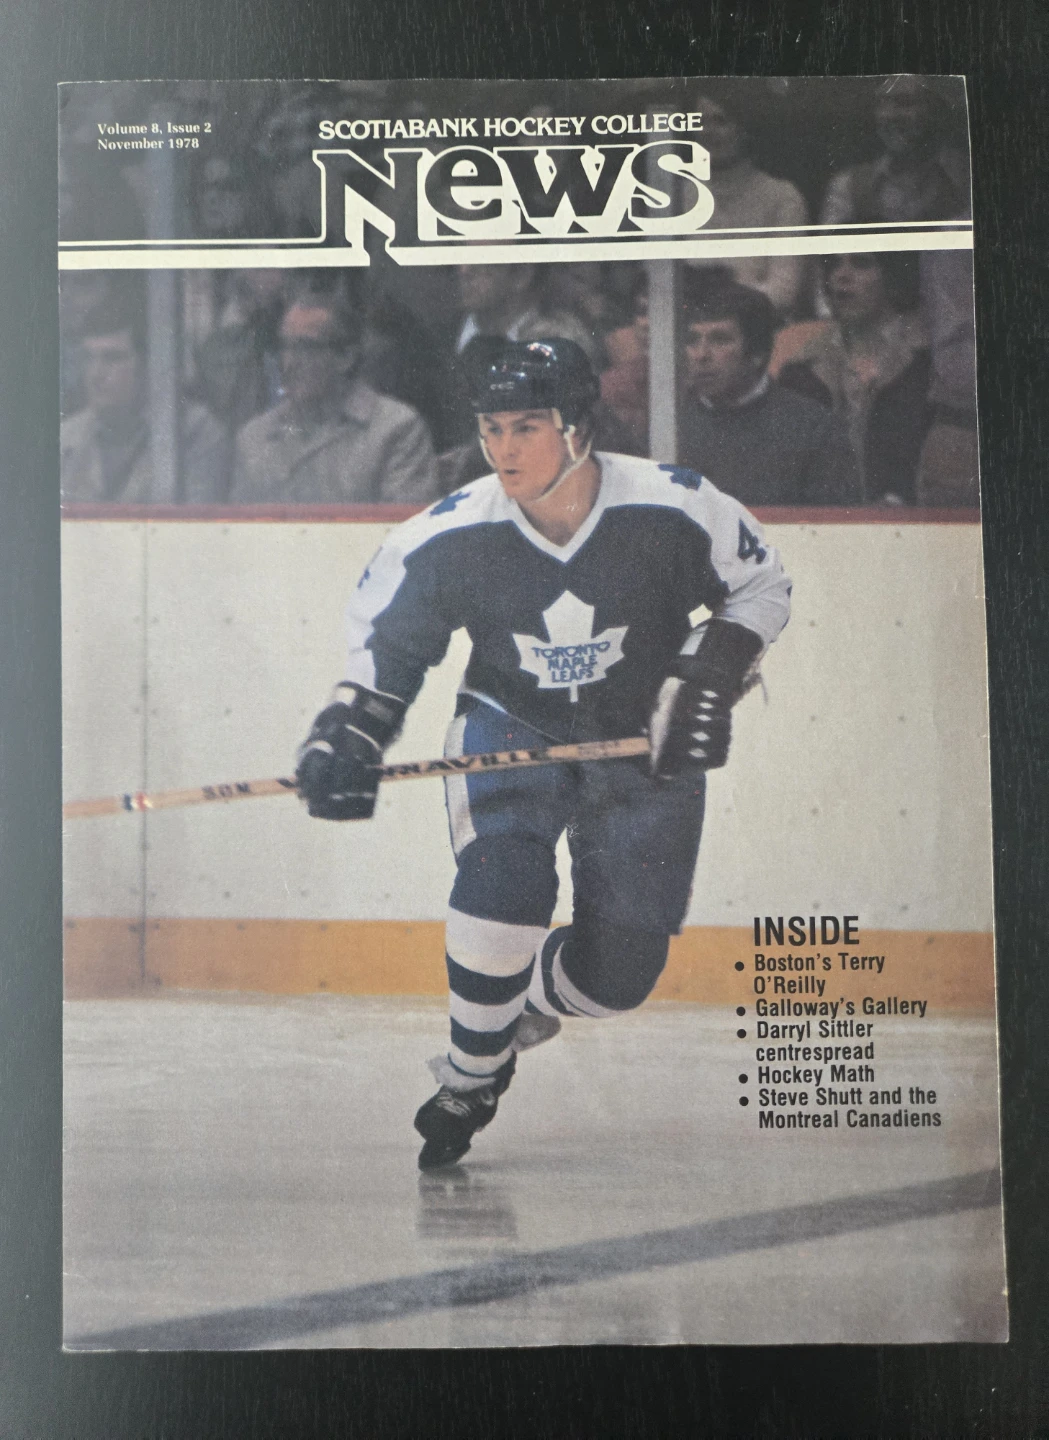 Volume 8, Issue 2
November 1978
SCOTIABANK HOCKEY COLLEGE
News
4
TORONTO
MAPLE
LEAFS
INSIDE
• Boston's Terry
O'Reilly
• Galloway's Gallery
• Darryl Sittler
centrespread
• Hockey Math
• Steve Shutt and the
Montreal Canadiens